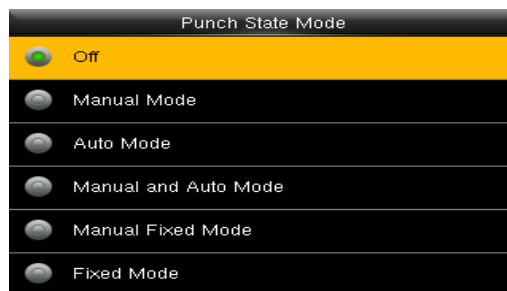 Punch State Mode
Off
Manual Mode
Auto Mode
Manual and Auto Mode
Manual Fixed Mode
Fixed Mode